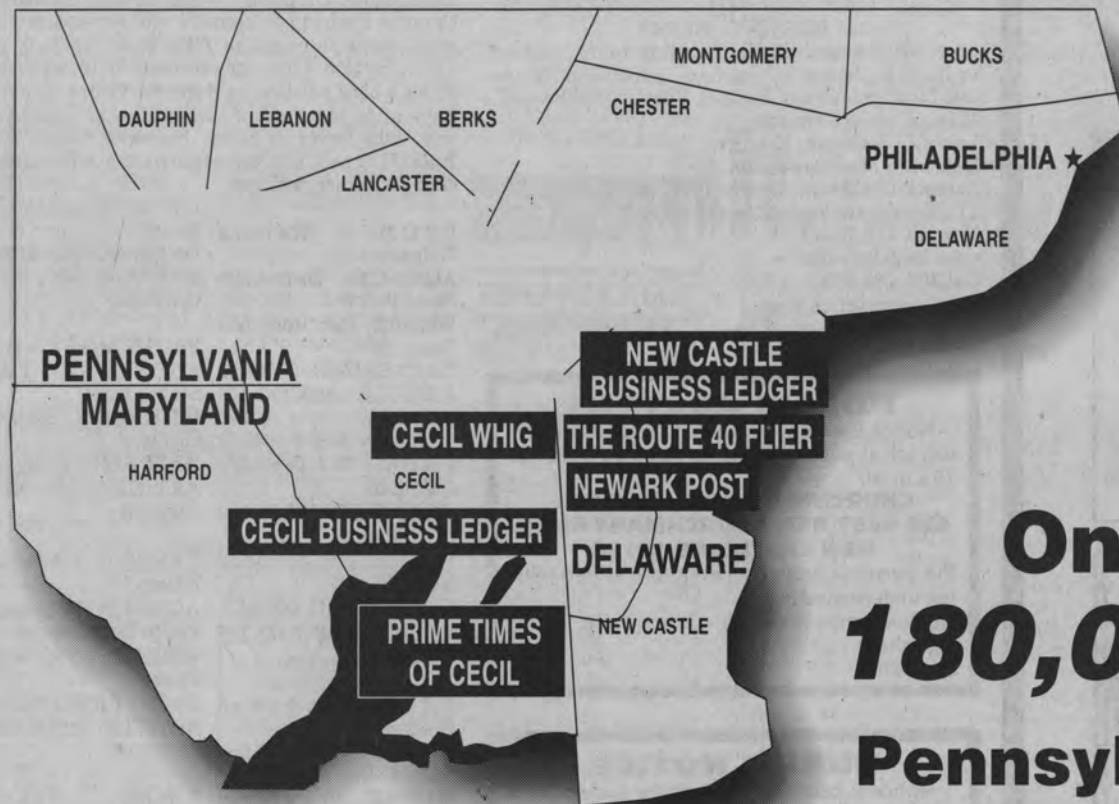 MONTGOMERY
BUCKS
DAUPHIN
LEBANON
BERKS
CHESTER
PHILADELPHIA ★
LANCASTER
DELAWARE
PENNSYLVANIA
MARYLAND
NEW CASTLE
BUSINESS LEDGER
CECIL WHIG
THE ROUTE 40 FLIER
HARFORD
CECIL
NEWARK POST
CECIL BUSINESS LEDGER
DELAWARE
On
180,0
PRIME TIMES
OF CECIL
NEW CASTLE
Pennsyl